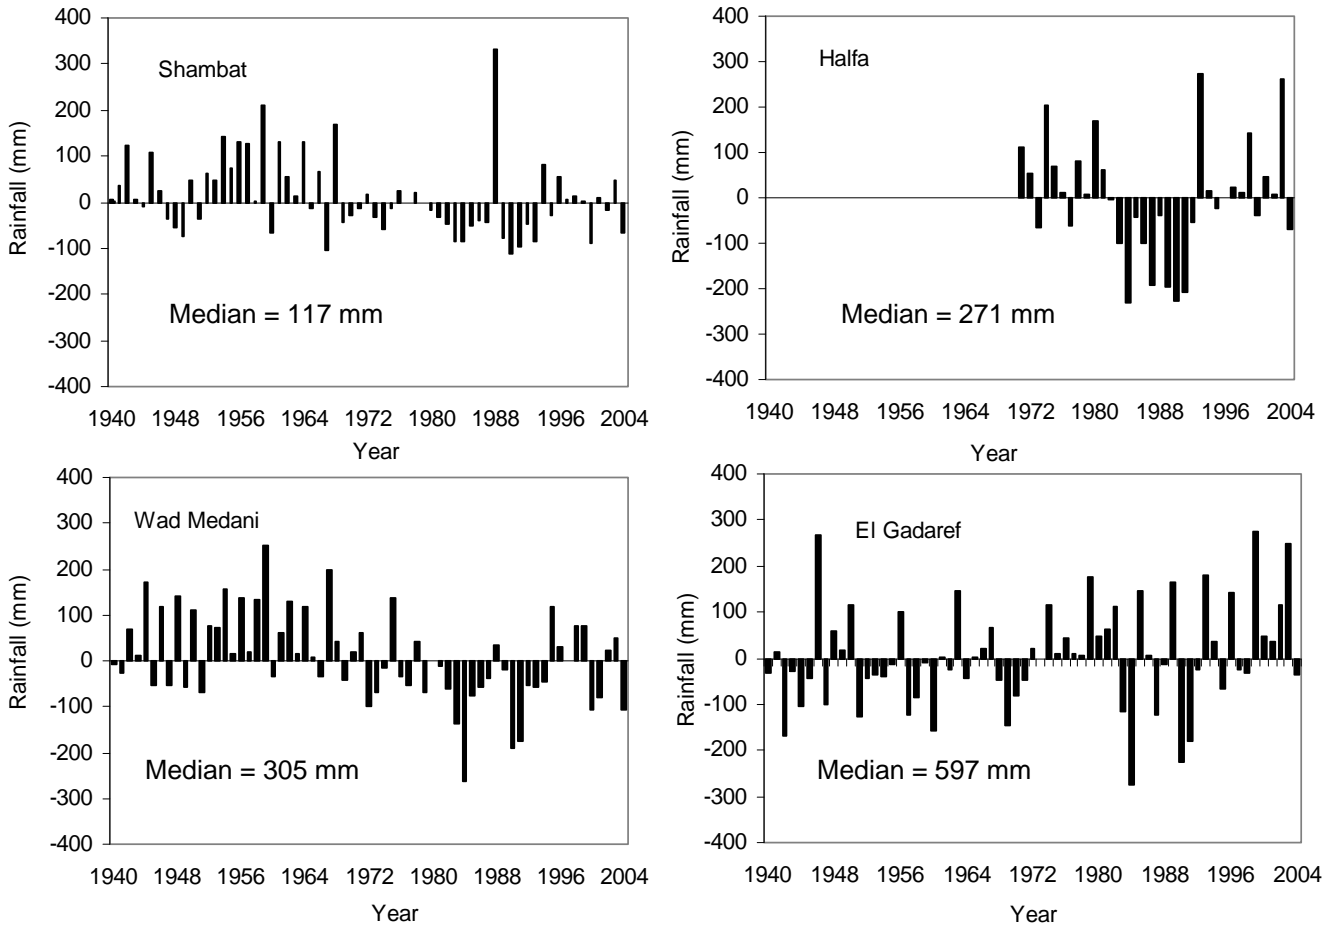 400
300
200
100
0
-100
-200
-300
-400
Rainfall (mm)
Shambat
Median = 117 mm
1940 1948 1956 1964 1972 1980 1988 1996 2004
Year
400
300
200
100
0
-100
-200
-300
-400
Rainfall (mm)
Halfa
Median = 271 mm
1940 1948 1956 1964 1972 1980 1988 1996 2004
Year
400
300
200
100
0
-100
-200
-300
-400
Rainfall (mm)
Wad Medani
Median = 305 mm
1940 1948 1956 1964 1972 1980 1988 1996 2004
Year
400
300
200
100
0
-100
-200
-300
-400
Rainfall (mm)
El Gadaref
Median = 597 mm
1940 1948 1956 1964 1972 1980 1988 1996 2004
Year